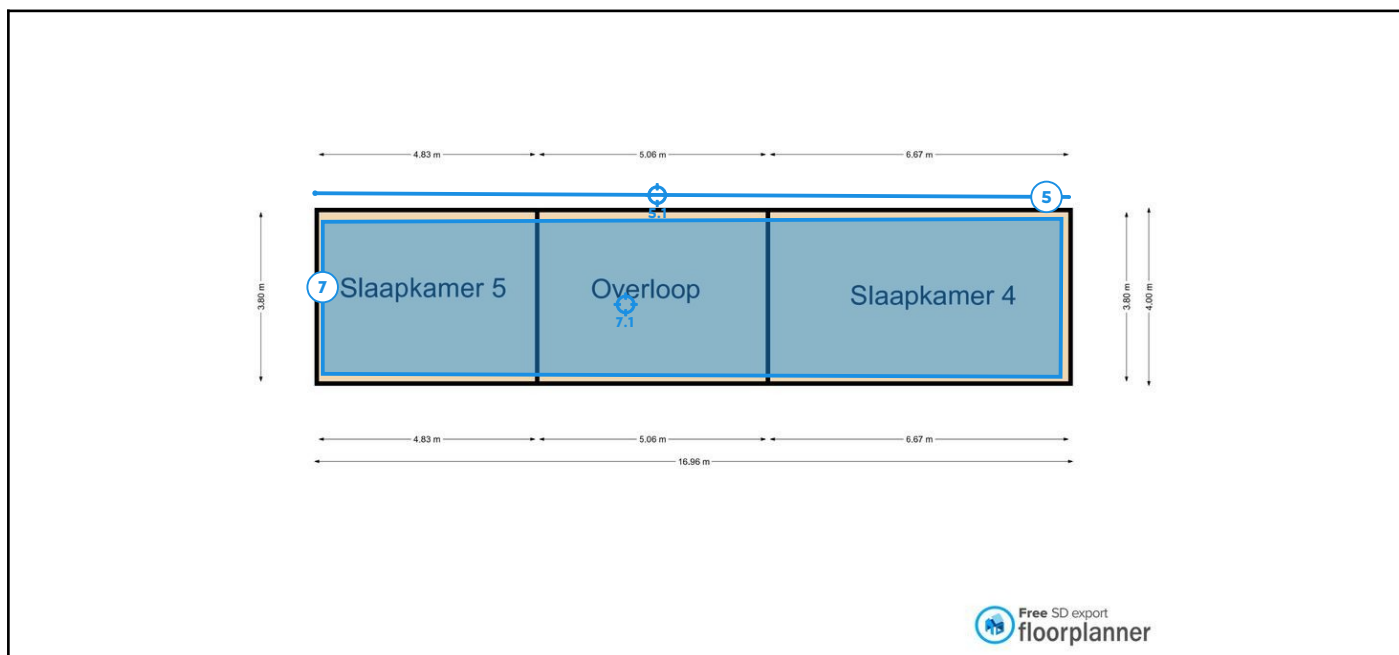 4.83 m
5.06 m
6.67 m
5
5.1
3.80 m
7
Slaapkamer 5
Overloop
Slaapkamer 4
7.1
3.80 m
4.00 m
4.83 m
5.06 m
6.67 m
16.96 m
Free SD export
floorplanner